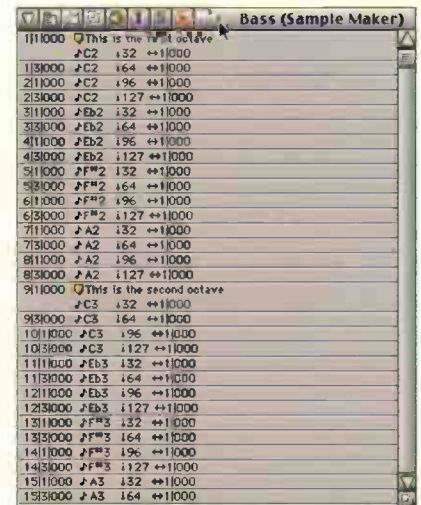 Bass (Sample Maker)
1|1|000 This is the first octave
♪C2 ↓32 ↔1|000
1|3|000 ♪C2 ↓64 ↔1|000
2|1|000 ♪C2 ↓96 ↔1|000
2|3|000 ♪C2 ↓127 ↔1|000
3|1|000 ♪Eb2 ↓32 ↔1|000
3|3|000 ♪Eb2 ↓64 ↔1|000
4|1|000 ♪Eb2 ↓96 ↔1|000
4|3|000 ♪Eb2 ↓127 ↔1|000
5|1|000 ♪F#2 ↓32 ↔1|000
5|3|000 ♪F#2 ↓64 ↔1|000
6|1|000 ♪F#2 ↓96 ↔1|000
6|3|000 ♪F#2 ↓127 ↔1|000
7|1|000 ♪A2 ↓32 ↔1|000
7|3|000 ♪A2 ↓64 ↔1|000
8|1|000 ♪A2 ↓96 ↔1|000
8|3|000 ♪A2 ↓127 ↔1|000
9|1|000 This is the second octave
♪C3 ↓32 ↔1|000
9|3|000 ♪C3 ↓64 ↔1|000
10|1|000 ♪C3 ↓96 ↔1|000
10|3|000 ♪C3 ↓127 ↔1|000
11|1|000 ♪Eb3 ↓32 ↔1|000
11|3|000 ♪Eb3 ↓64 ↔1|000
12|1|000 ♪Eb3 ↓96 ↔1|000
12|3|000 ♪Eb3 ↓127 ↔1|000
13|1|000 ♪F#3 ↓32 ↔1|000
13|3|000 ♪F#3 ↓64 ↔1|000
14|1|000 ♪F#3 ↓96 ↔1|000
14|3|000 ♪F#3 ↓127 ↔1|000
15|1|000 ♪A3 ↓32 ↔1|000
15|3|000 ♪A3 ↓64 ↔1|000